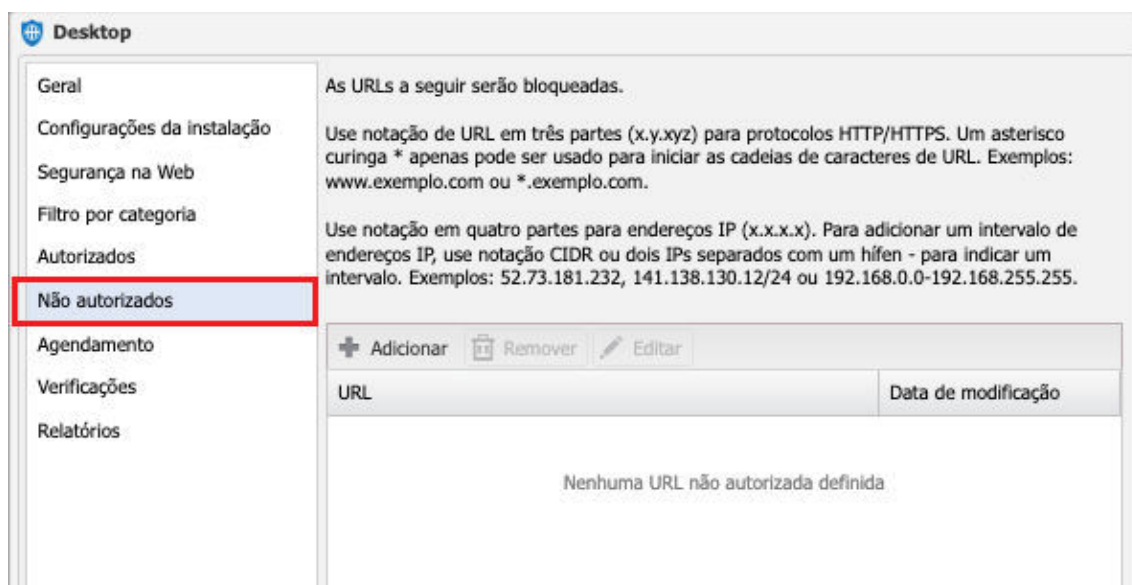 Desktop
Geral
Configurações da instalação
Segurança na Web
Filtro por categoria
Autorizados
Não autorizados
Agendamento
Verificações
Relatórios
As URLs a seguir serão bloqueadas.
Use notação de URL em três partes (x.y.xyz) para protocolos HTTP/HTTPS. Um asterisco
curinga * apenas pode ser usado para iniciar as cadeias de caracteres de URL. Exemplos:
www.exemplo.com ou *.exemplo.com.
Use notação em quatro partes para endereços IP (x.x.x.x). Para adicionar um intervalo de
endereços IP, use notação CIDR ou dois IPs separados com um hífen - para indicar um
intervalo. Exemplos: 52.73.181.232, 141.138.130.12/24 ou 192.168.0.0-192.168.255.255.
Adicionar Remover Editar
URL Data de modificação
Nenhuma URL não autorizada definida